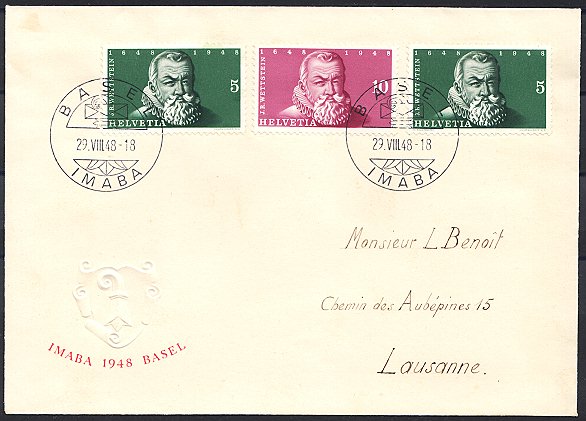 1648 1948
J.R.WETTSTEIN
5
HELVETIA
1648 1948
J.R.WETTSTEIN
10
HELVETIA
1648 1948
J.R.WETTSTEIN
5
HELVETIA
BASEL
29.VIII.48-18
IMABA
BASEL
29.VIII.48-18
IMABA
Monsieur L. Benoît
Chemin des Aubépines 15
Lausanne.
IMABA 1948 BASEL